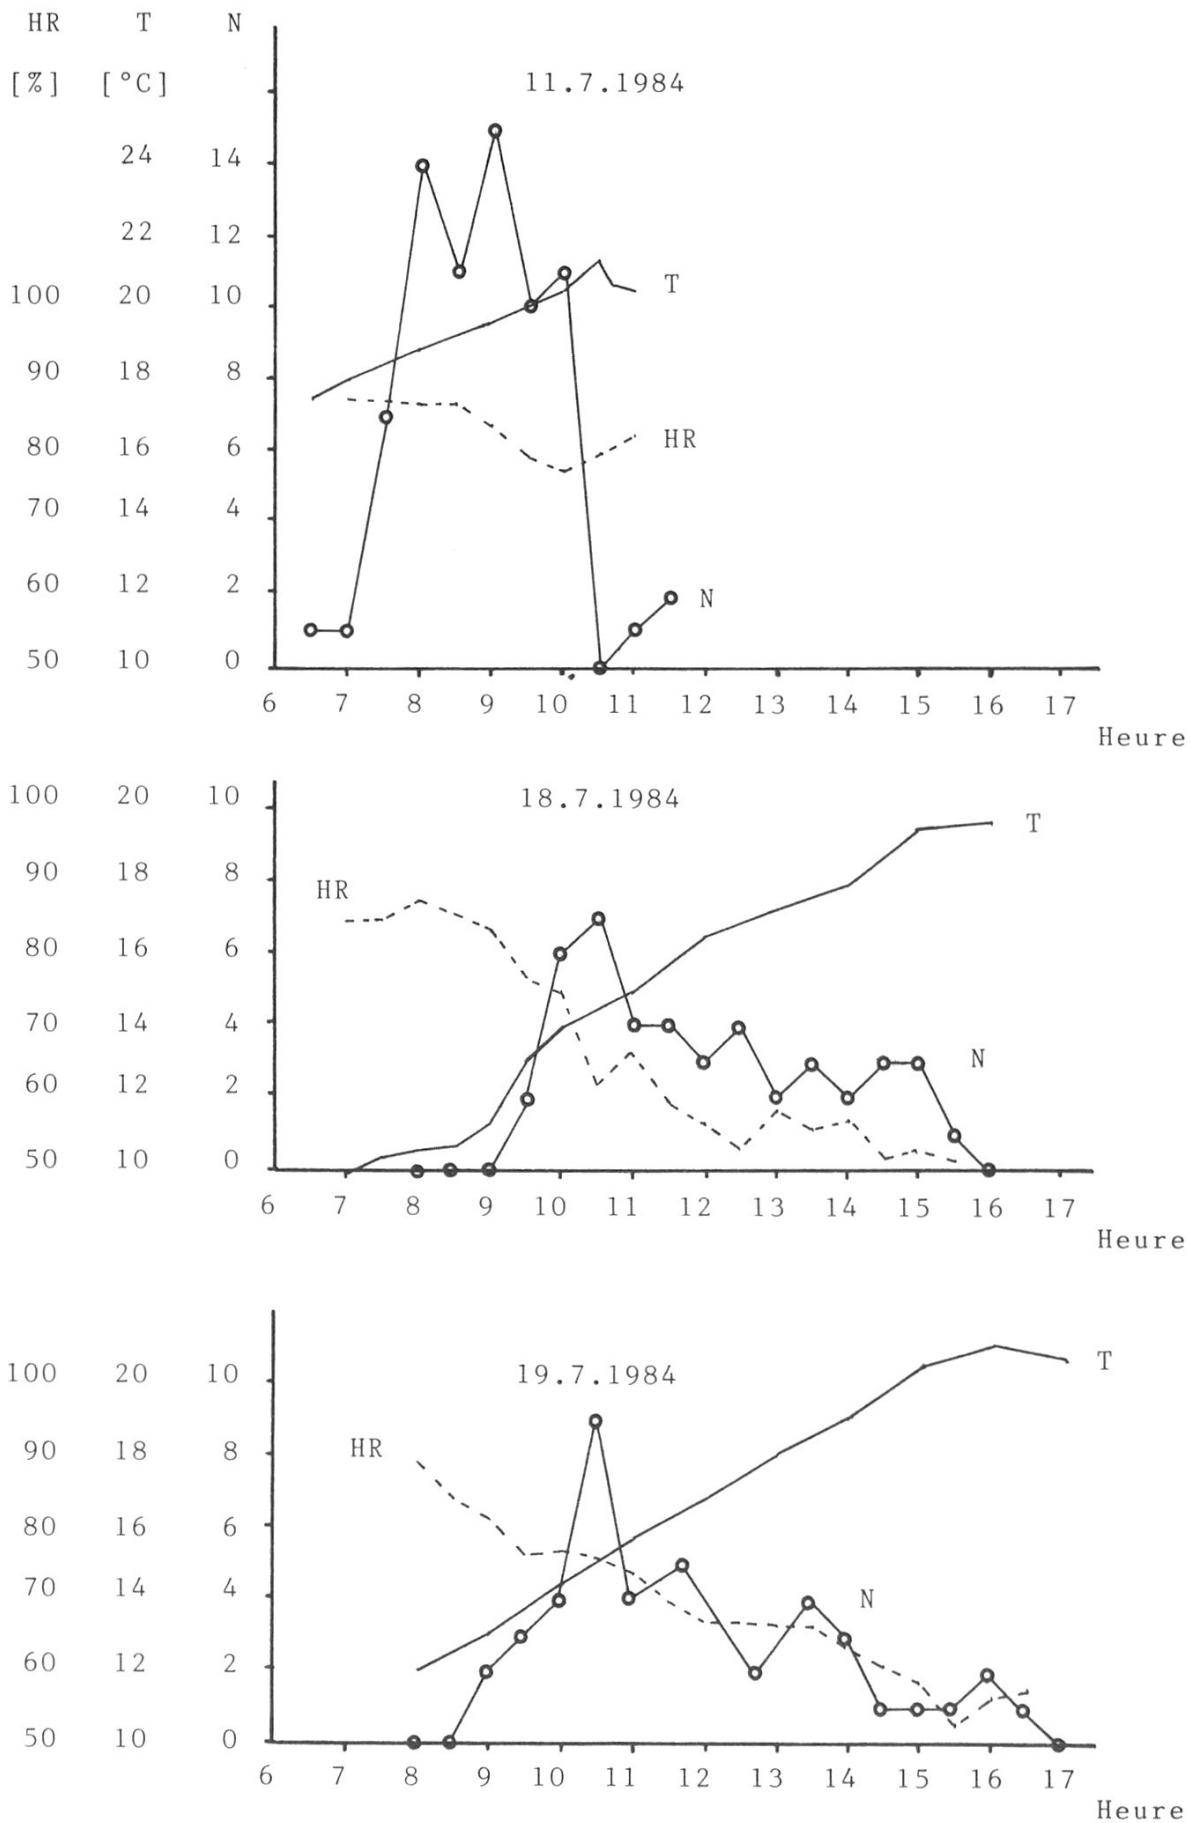 HR T N
[%] [°C] 11.7.1984
24 14
22 12
100 20 10 T
90 18 8
80 16 6 HR
70 14 4
60 12 2 N
50 10 0
6 7 8 9 10 11 12 13 14 15 16 17
Heure
100 20 10 18.7.1984 T
90 18 8 HR
80 16 6
70 14 4
60 12 2 N
50 10 0
6 7 8 9 10 11 12 13 14 15 16 17
Heure
100 20 10 19.7.1984 T
90 18 8 HR
80 16 6
70 14 4 N
60 12 2
50 10 0
6 7 8 9 10 11 12 13 14 15 16 17
Heure